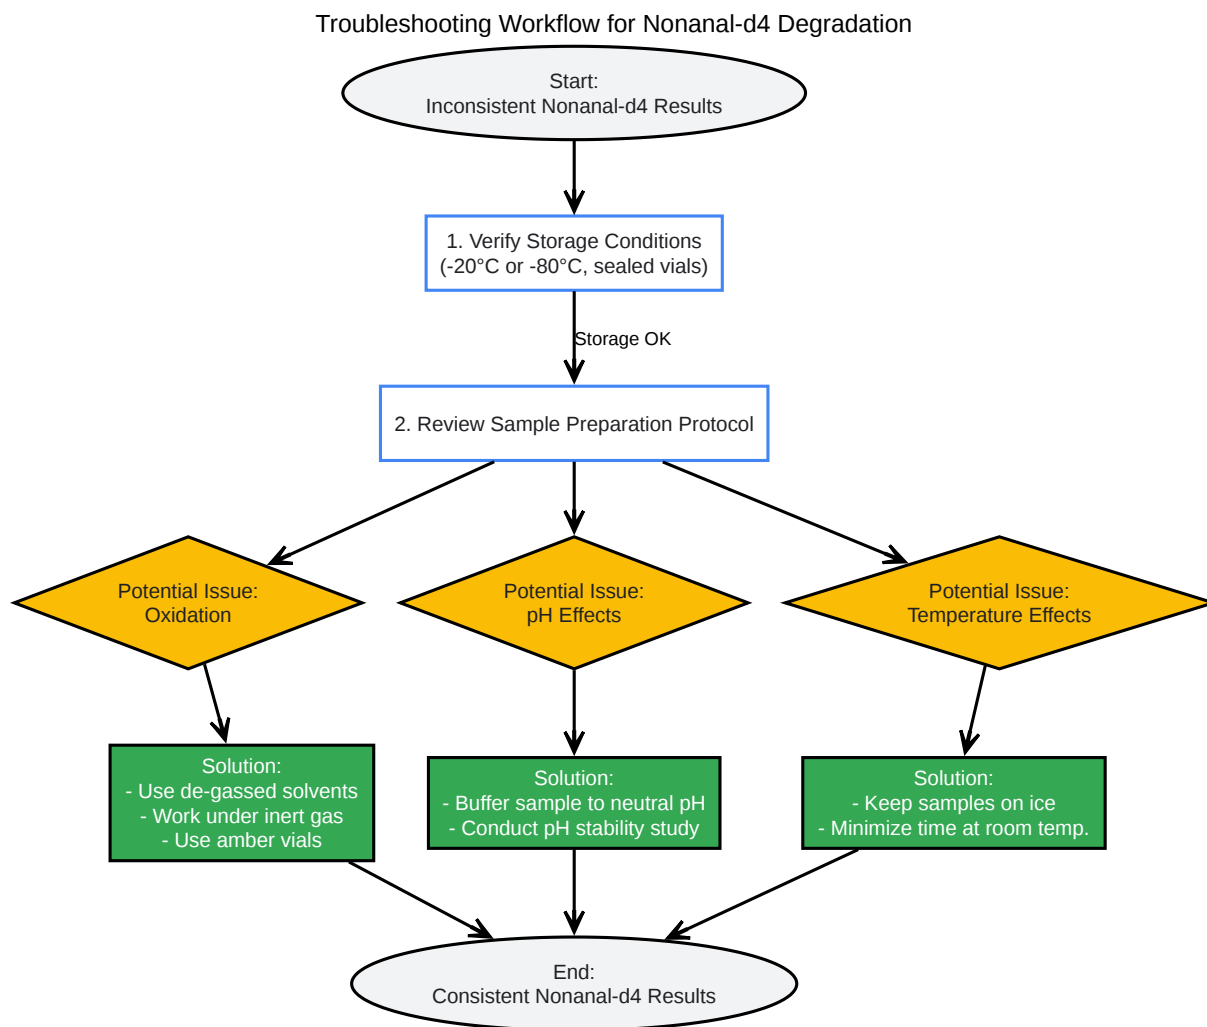 Troubleshooting Workflow for Nonanal-d4 Degradation
Start:
Inconsistent Nonanal-d4 Results
1. Verify Storage Conditions
(-20°C or -80°C, sealed vials)
Storage OK
2. Review Sample Preparation Protocol
Potential Issue:
Oxidation
Potential Issue:
pH Effects
Potential Issue:
Temperature Effects
Solution:
- Use de-gassed solvents
- Work under inert gas
- Use amber vials
Solution:
- Buffer sample to neutral pH
- Conduct pH stability study
Solution:
- Keep samples on ice
- Minimize time at room temp.
End:
Consistent Nonanal-d4 Results